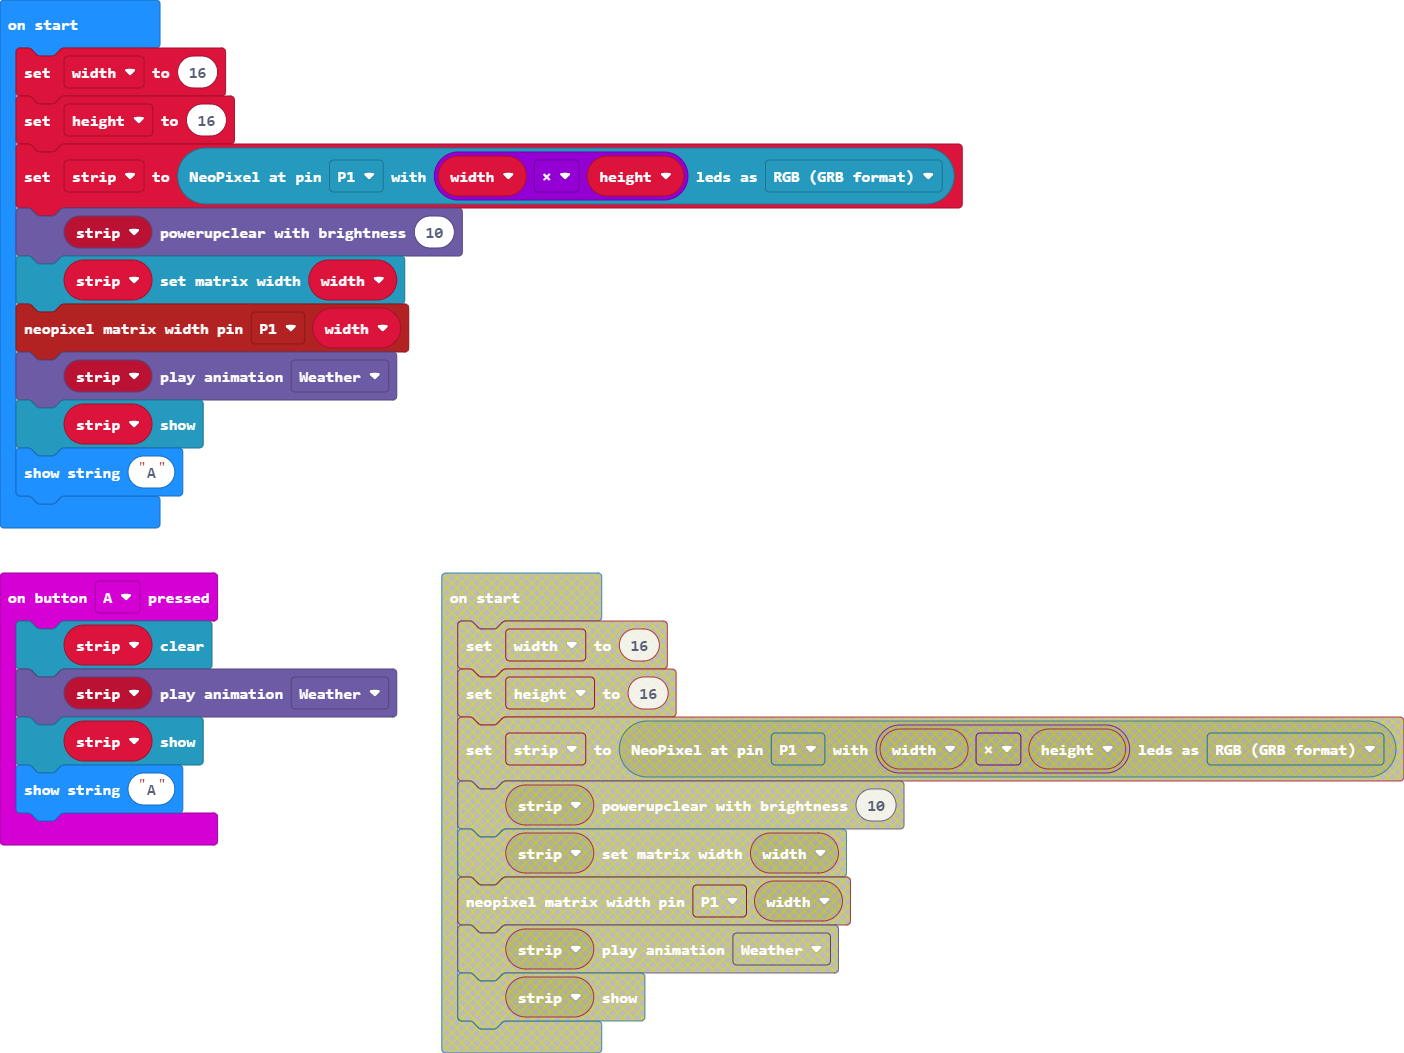 on start
set width to 16
set height to 16
set strip to NeoPixel at pin P1 with width × height leds as RGB (GRB format)
strip powerupclear with brightness 10
strip set matrix width width
neopixel matrix width pin P1 width
strip play animation Weather
strip show
show string "A"
on button A pressed
strip clear
strip play animation Weather
strip show
show string "A"
on start
set width to 16
set height to 16
set strip to NeoPixel at pin P1 with width × height leds as RGB (GRB format)
strip powerupclear with brightness 10
strip set matrix width width
neopixel matrix width pin P1 width
strip play animation Weather
strip show